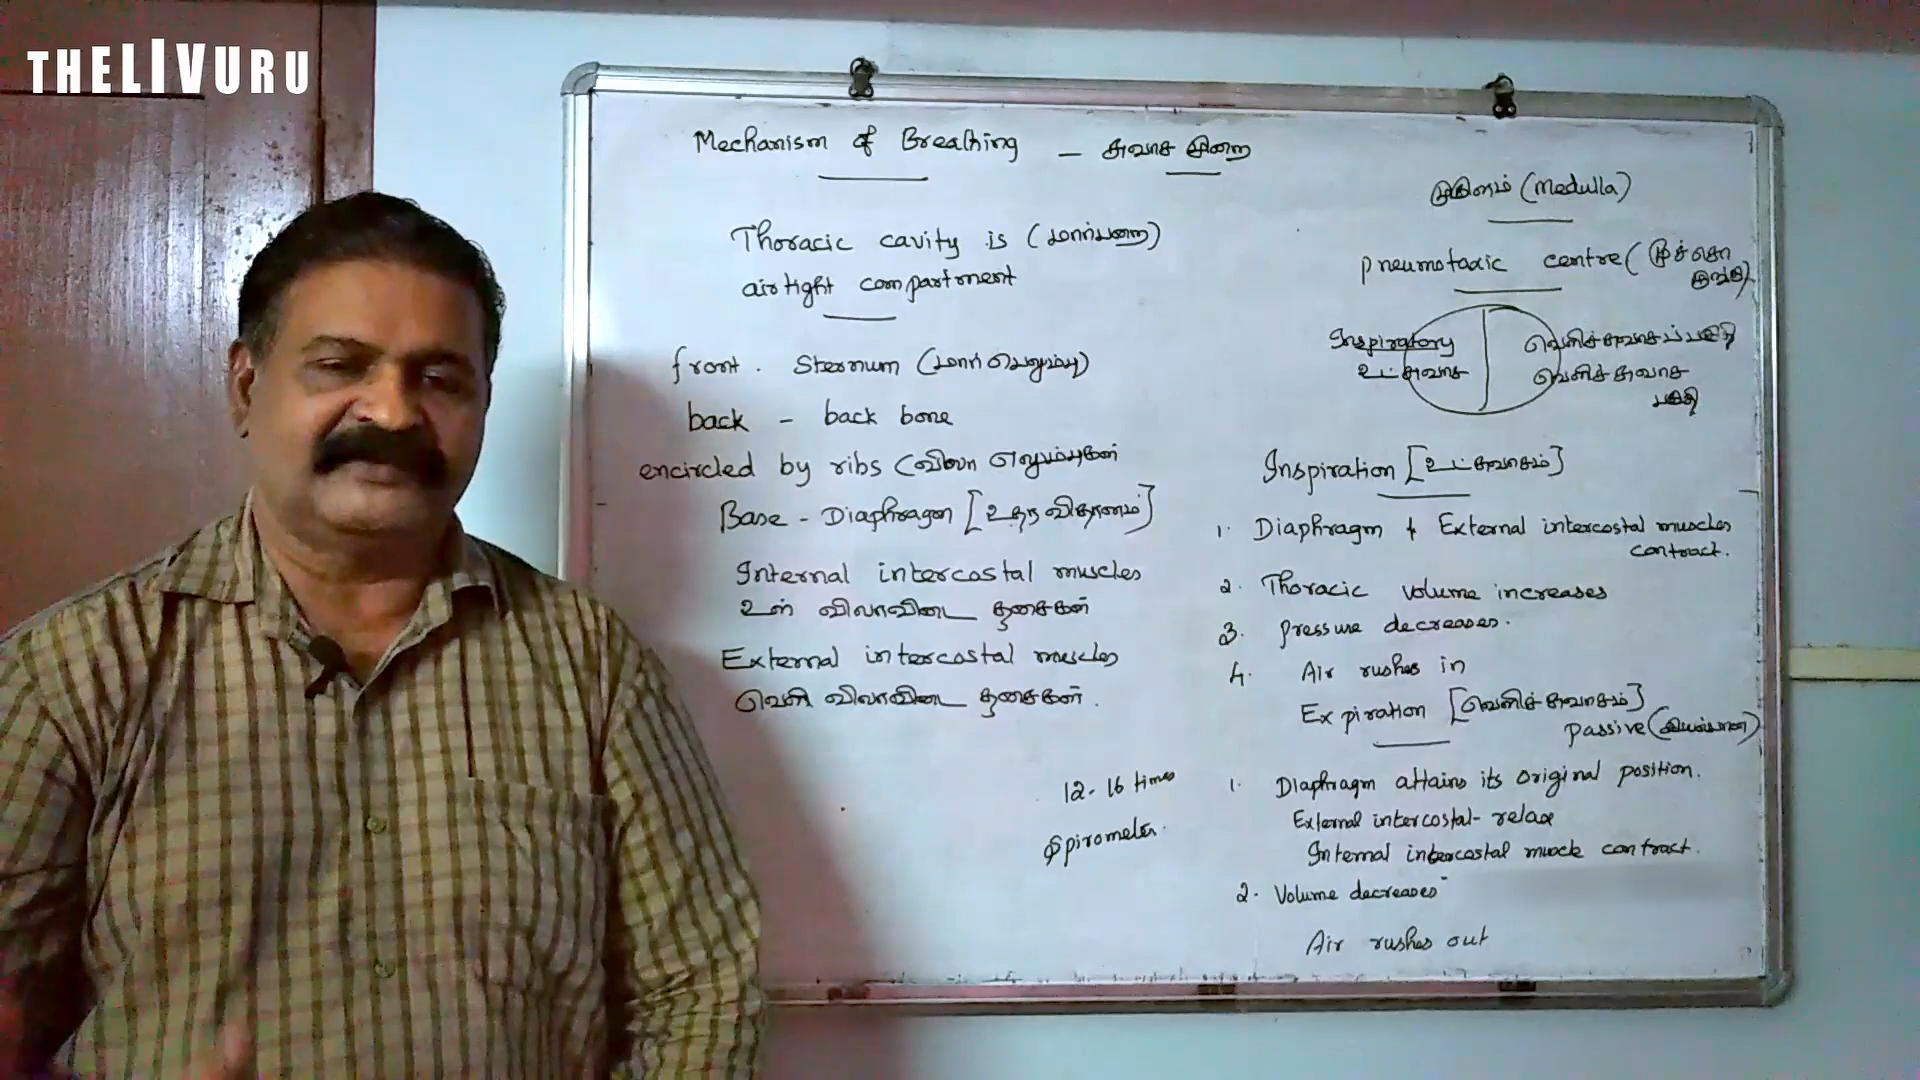 THELIVURU
Mechanism of Breathing – சுவாச முறை
Thoracic cavity is (மார்பறை)
airtight compartment
front. Sternum (மார்பெலும்பு)
back – back bone
encircled by ribs (விலா எலும்புகள்
Base – Diaphragm [உதரவிதானம்]
Internal intercostal muscles
உள் விலாவிடை தசைகள்
External intercostal muscles
வெளி விலாவிடை தசைகள்.
12-16 times
Spirometer.
முகுளம் (Medulla)
pneumotaxic centre (
Inspiratory
உட்சுவாச
வெளிச்சுவாசப்பகுதி
வெளிச்சுவாச
பகுதி
Inspiration [உட்சுவாசம்]
1. Diaphragm & External intercostal muscles
contract.
2. Thoracic volume increases
3. pressure decreases.
4. Air rushes in
Expiration [வெளிச்சுவாசம்]
passive (
1. Diaphragm attains its original position.
External intercostal - relax
Internal intercostal muscle contract.
2. Volume decreases
Air rushes out